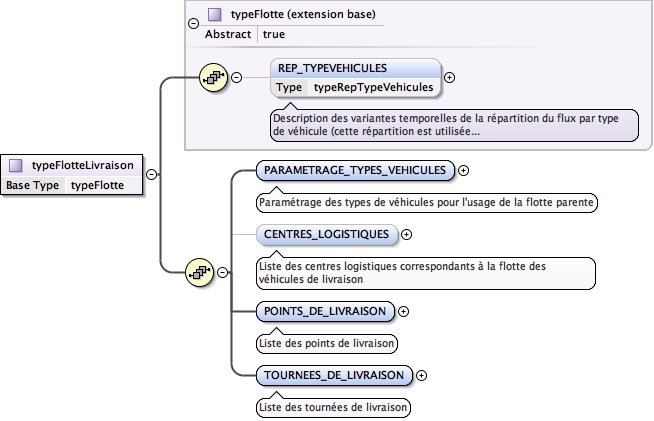 typeFlotte (extension base)
Abstract true
REP_TYPEVEHICULES
Type typeRepTypeVehicules
Description des variantes temporelles de la répartition du flux par type
de véhicule (cette répartition est utilisée...
typeFlotteLivraison
Base Type typeFlotte
PARAMETRAGE_TYPES_VEHICULES
Paramétrage des types de véhicules pour l'usage de la flotte parente
CENTRES_LOGISTIQUES
Liste des centres logistiques correspondants à la flotte des
véhicules de livraison
POINTS_DE_LIVRAISON
Liste des points de livraison
TOURNEES_DE_LIVRAISON
Liste des tournées de livraison